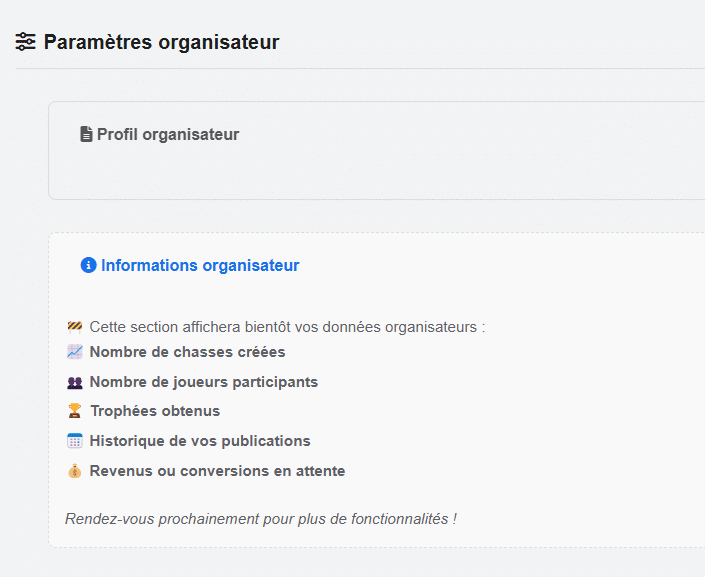 Paramètres organisateur
Profil organisateur
Informations organisateur
Cette section affichera bientôt vos données organisateurs :
Nombre de chasses créées
Nombre de joueurs participants
Trophées obtenus
Historique de vos publications
Revenus ou conversions en attente
Rendez-vous prochainement pour plus de fonctionnalités !